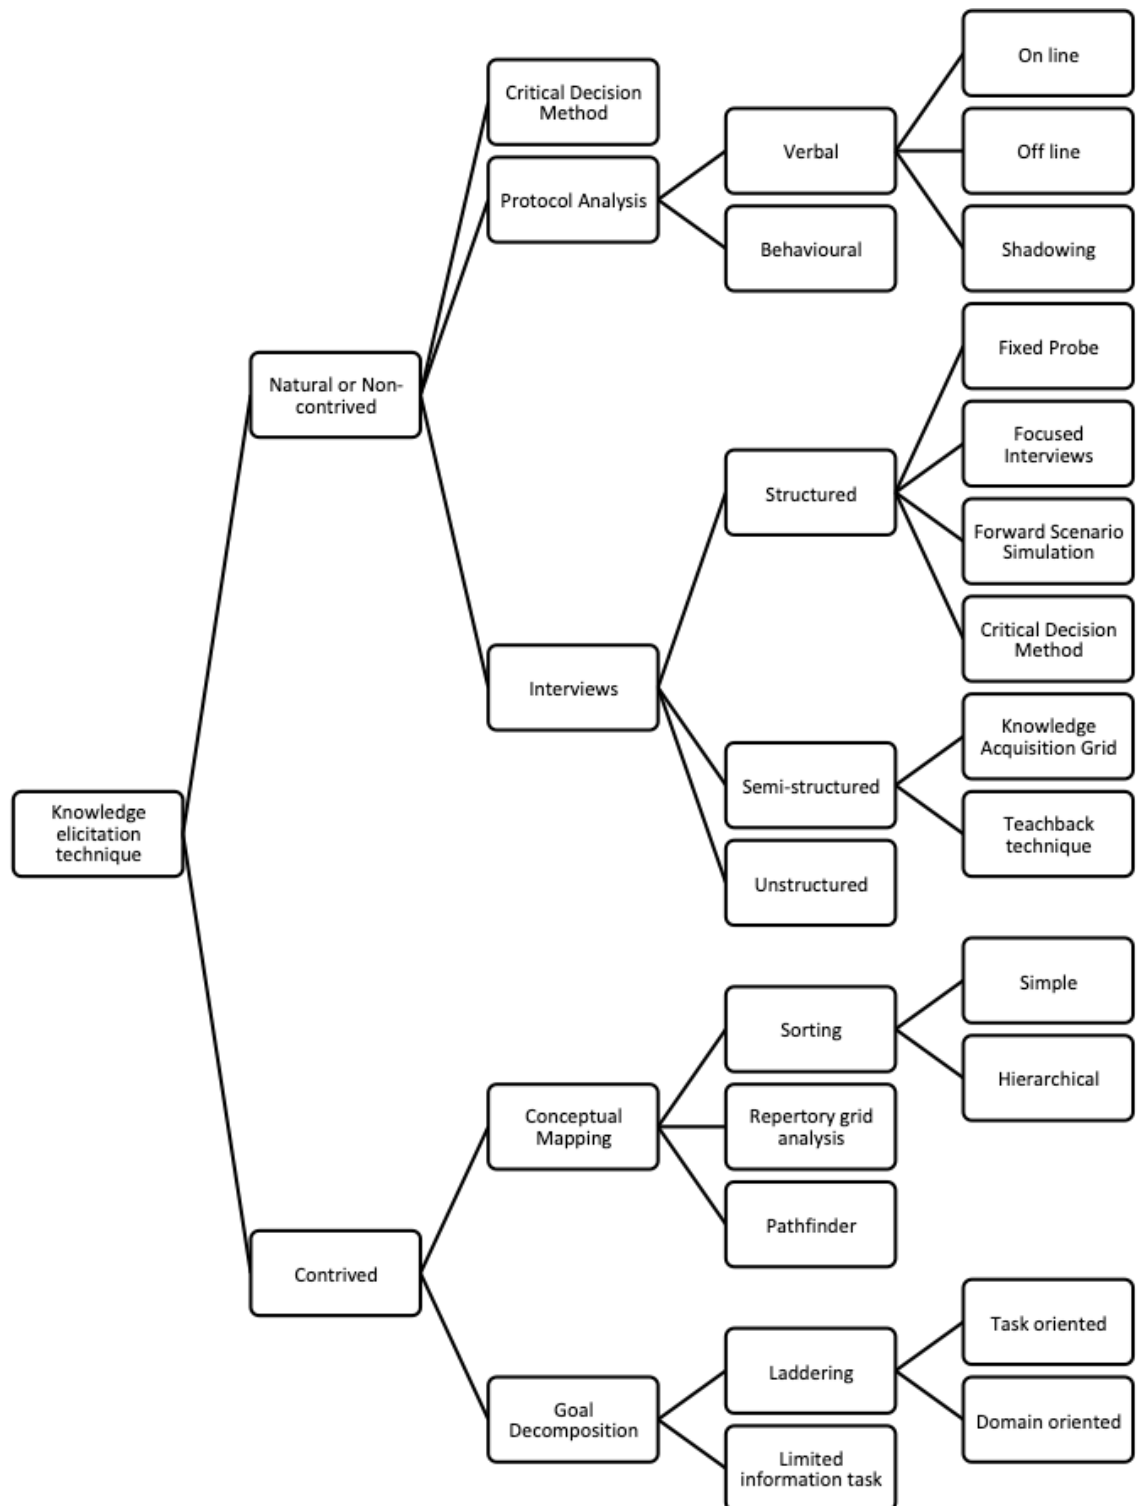 Knowledge
elicitation
technique
Natural or Non-
contrived
Critical Decision
Method
Protocol Analysis
Verbal
On line
Off line
Shadowing
Behavioural
Interviews
Structured
Fixed Probe
Focused
Interviews
Forward Scenario
Simulation
Critical Decision
Method
Semi-structured
Knowledge
Acquisition Grid
Teachback
technique
Unstructured
Contrived
Conceptual
Mapping
Sorting
Simple
Hierarchical
Repertory grid
analysis
Pathfinder
Goal
Decomposition
Laddering
Task oriented
Domain oriented
Limited
information task